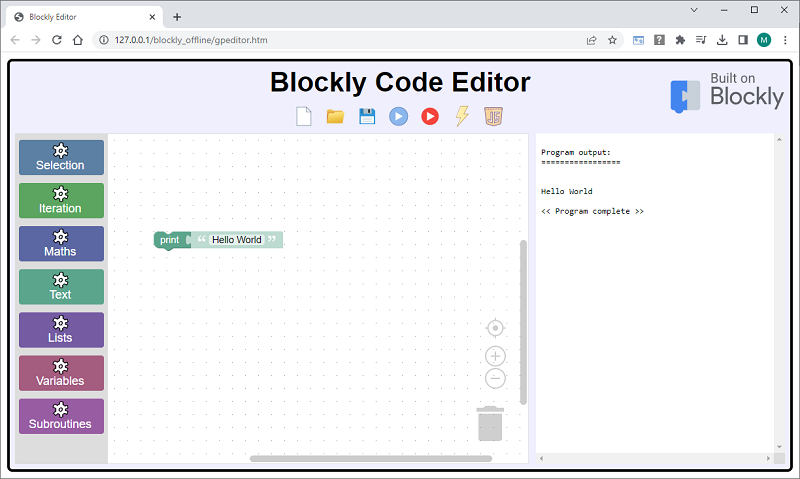 Blockly Editor
127.0.0.1/blockly_offline/gpeditor.htm
M
Blockly Code Editor
Built on
Blockly
JS
Selection
Iteration
Maths
Text
Lists
Variables
Subroutines
print “ Hello World ”
Program output:
=================
Hello World
<< Program complete >>